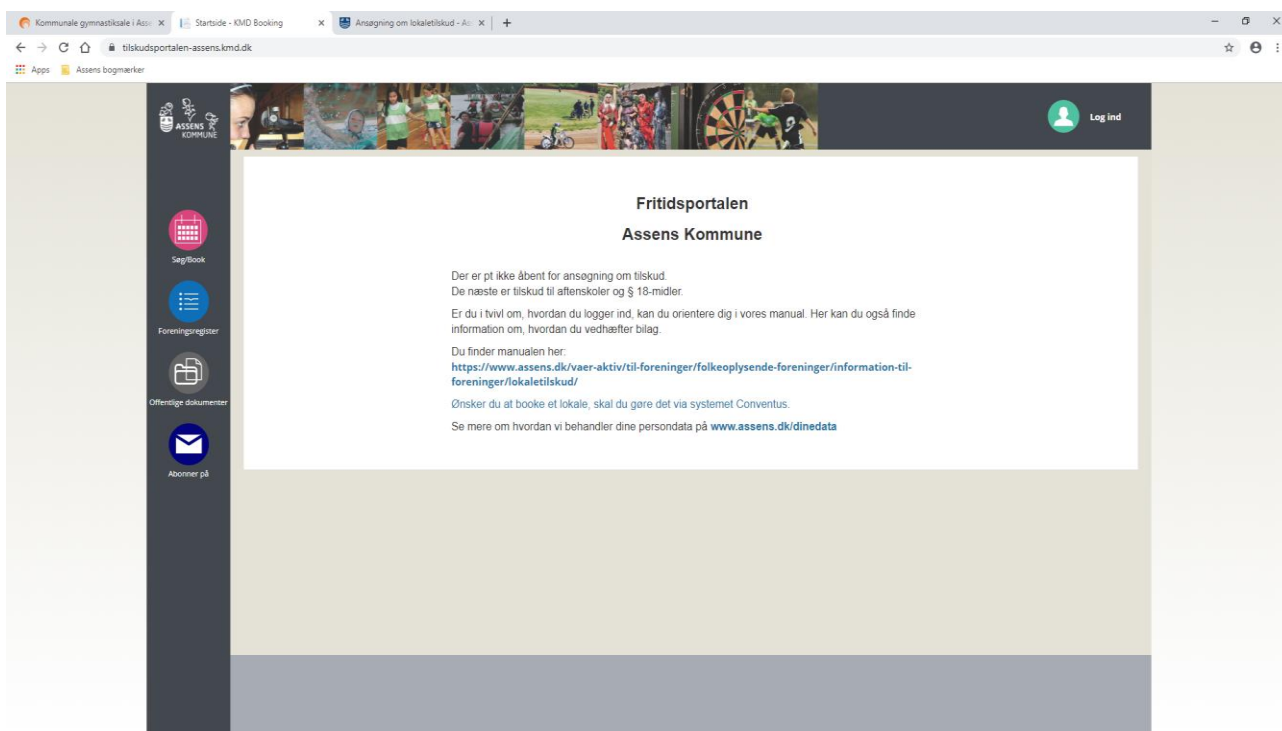 Kommunale gymnastiksale i Asse
Startside - KMD Booking
Ansøgning om lokaletilskud - As
tilskudsportalen-assens.kmd.dk
Apps
Assens bogmærker
ASSENS
KOMMUNE
Log ind
Søg/Book
Foreningsregister
Offentlige dokumenter
Abonner på
Fritidsportalen
Assens Kommune
Der er pt ikke åbent for ansøgning om tilskud.
De næste er tilskud til aftenskoler og § 18-midler.
Er du i tvivl om, hvordan du logger ind, kan du orientere dig i vores manual. Her kan du også finde
information om, hvordan du vedhæfter bilag.
Du finder manualen her:
https://www.assens.dk/vaer-aktiv/til-foreninger/folkeoplysende-foreninger/information-til-
foreninger/lokaletilskud/
Ønsker du at booke et lokale, skal du gøre det via systemet Conventus.
Se mere om hvordan vi behandler dine persondata på www.assens.dk/dinedata